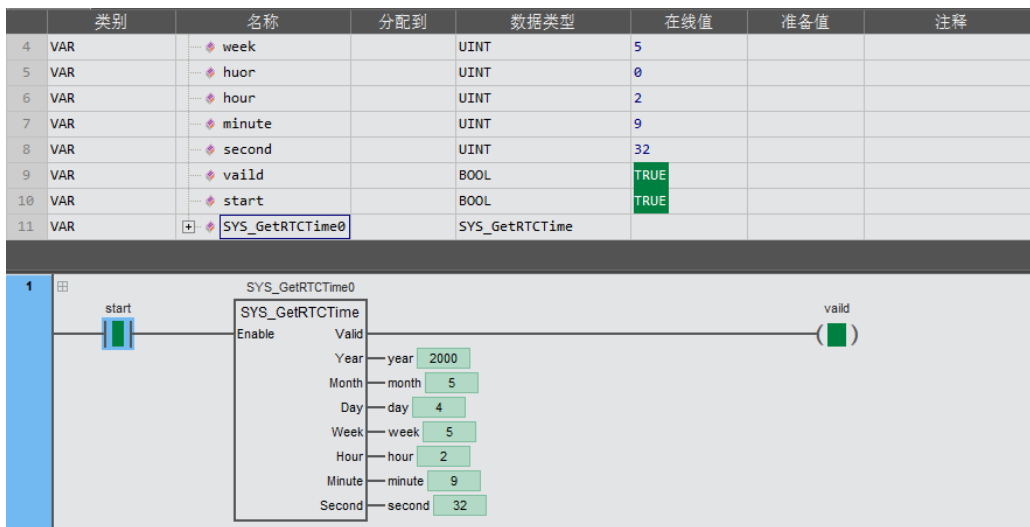 类别 名称 分配到 数据类型 在线值 准备值 注释
4 VAR week UINT 5
5 VAR huor UINT 0
6 VAR hour UINT 2
7 VAR minute UINT 9
8 VAR second UINT 32
9 VAR vaild BOOL TRUE
10 VAR start BOOL TRUE
11 VAR SYS_GetRTCTime0 SYS_GetRTCTime
1 SYS_GetRTCTime0
start SYS_GetRTCTime vaild
Enable Valid
Year year 2000
Month month 5
Day day 4
Week week 5
Hour hour 2
Minute minute 9
Second second 32